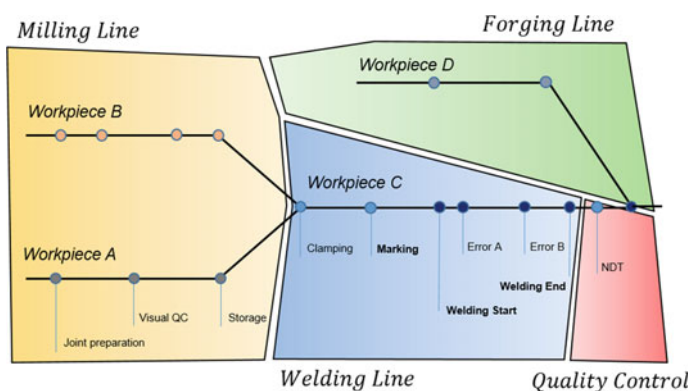 Milling Line
Forging Line
Workpiece D
Workpiece B
Workpiece C
Clamping
Marking
Error A
Error B
NDT
Workpiece A
Welding End
Welding Start
Visual QC
Storage
Joint preparation
Welding Line
Quality Control